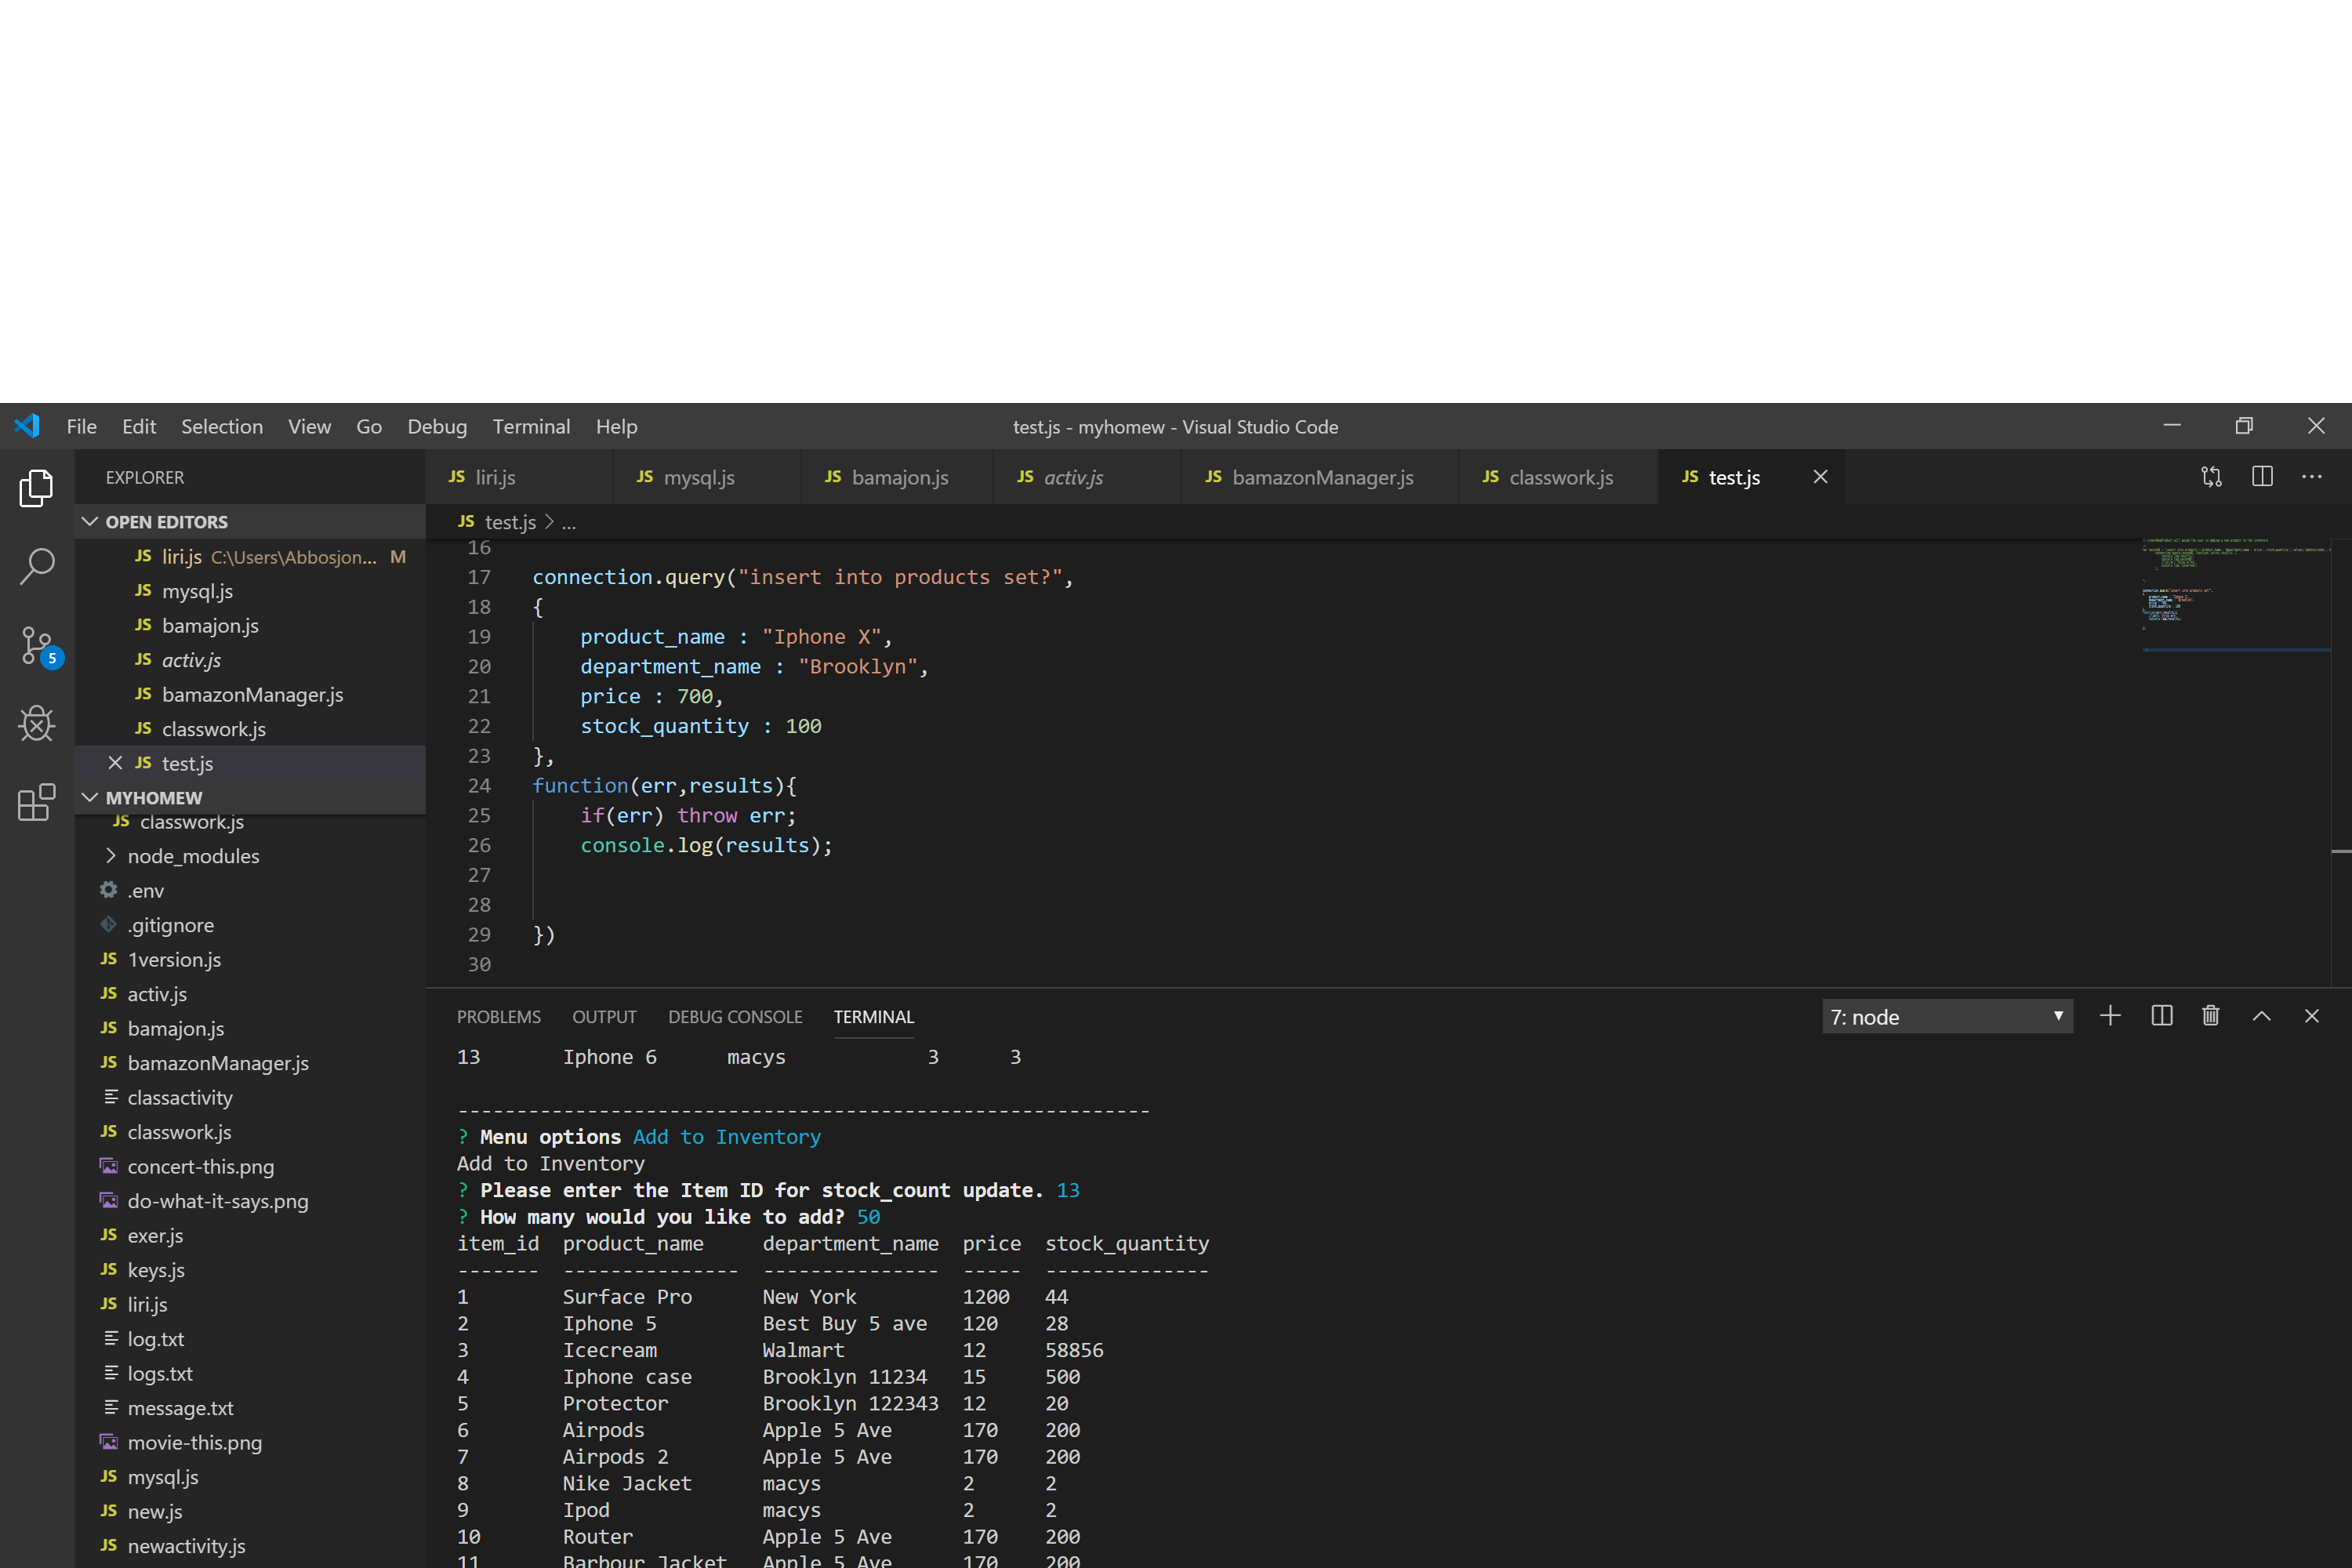 File Edit Selection View Go Debug Terminal Help
test.js - myhomew - Visual Studio Code
EXPLORER
OPEN EDITORS
JS liri.js C:\Users\Abbosjon... M
JS mysql.js
JS bamajon.js
JS activ.js
JS bamazonManager.js
JS classwork.js
JS test.js
MYHOMEW
JS classwork.js
node_modules
.env
.gitignore
JS 1version.js
JS activ.js
JS bamajon.js
JS bamazonManager.js
classactivity
JS classwork.js
concert-this.png
do-what-it-says.png
JS exer.js
JS keys.js
JS liri.js
log.txt
logs.txt
message.txt
movie-this.png
JS mysql.js
JS new.js
JS newactivity.js
5
JS liri.js JS mysql.js JS bamajon.js JS activ.js JS bamazonManager.js JS classwork.js JS test.js
JS test.js > ...
16
17 connection.query("insert into products set?",
18 {
19 product_name : "Iphone X",
20 department_name : "Brooklyn",
21 price : 700,
22 stock_quantity : 100
23 },
24 function(err,results){
25 if(err) throw err;
26 console.log(results);
27
28
29 })
30
PROBLEMS OUTPUT DEBUG CONSOLE TERMINAL
7: node
13 Iphone 6 macys 3 3
-----------------------------------------------------------
? Menu options Add to Inventory
Add to Inventory
? Please enter the Item ID for stock_count update. 13
? How many would you like to add? 50
item_id product_name department_name price stock_quantity
------- --------------- --------------- ----- --------------
1 Surface Pro New York 1200 44
2 Iphone 5 Best Buy 5 ave 120 28
3 Icecream Walmart 12 58856
4 Iphone case Brooklyn 11234 15 500
5 Protector Brooklyn 122343 12 20
6 Airpods Apple 5 Ave 170 200
7 Airpods 2 Apple 5 Ave 170 200
8 Nike Jacket macys 2 2
9 Ipod macys 2 2
10 Router Apple 5 Ave 170 200
11 Barbour Jacket Apple 5 Ave 170 200